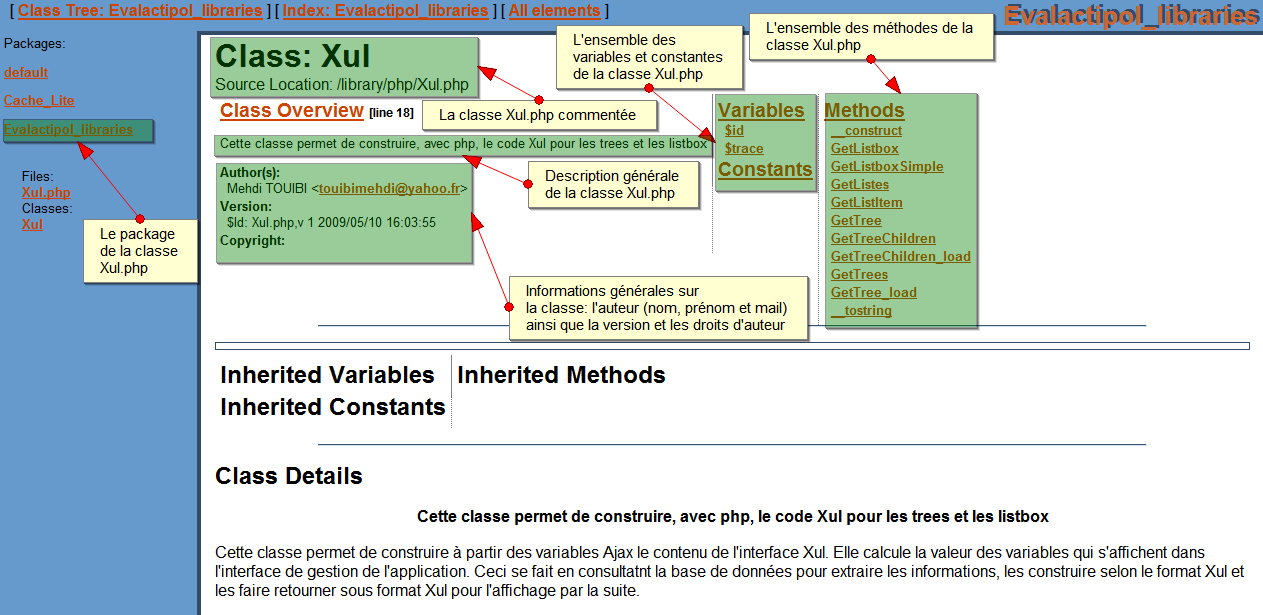 [ Class Tree: Evalactipol_libraries ] [ Index: Evalactipol_libraries ] [ All elements ]
Evalactipol_libraries
Packages:
default
Cache_Lite
Evalactipol_libraries
Files:
Xul.php
Classes:
Xul
Le package
de la classe
Xul.php
Class: Xul
Source Location: /library/php/Xul.php
Class Overview [line 18]
La classe Xul.php commentée
L'ensemble des
variables et constantes
de la classe Xul.php
L'ensemble des méthodes de la
classe Xul.php
Cette classe permet de construire, avec php, le code Xul pour les trees et les listbox
Author(s):
Mehdi TOUIBI <touibimehdi@yahoo.fr>
Version:
$Id: Xul.php,v 1 2009/05/10 16:03:55
Copyright:
Description générale
de la classe Xul.php
Informations générales sur
la classe: l'auteur (nom, prénom et mail)
ainsi que la version et les droits d'auteur
Variables
$id
$trace
Constants
Methods
__construct
GetListbox
GetListboxSimple
GetListes
GetListItem
GetTree
GetTreeChildren
GetTreeChildren_load
GetTrees
GetTree_load
__tostring
Inherited Variables
Inherited Constants
Inherited Methods
Class Details
Cette classe permet de construire, avec php, le code Xul pour les trees et les listbox
Cette classe permet de construire à partir des variables Ajax le contenu de l'interface Xul. Elle calcule la valeur des variables qui s'affichent dans
l'interface de gestion de l'application. Ceci se fait en consultatnt la base de données pour extraire les informations, les construire selon le format Xul et
les faire retourner sous format Xul pour l'affichage par la suite.